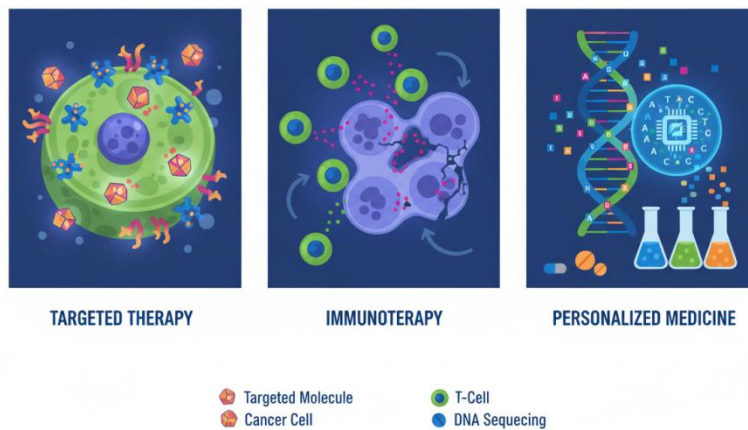 TARGETED THERAPY
IMMUNOTERAPY
PERSONALIZED MEDICINE
Targeted Molecule
Cancer Cell
T-Cell
DNA Sequecing